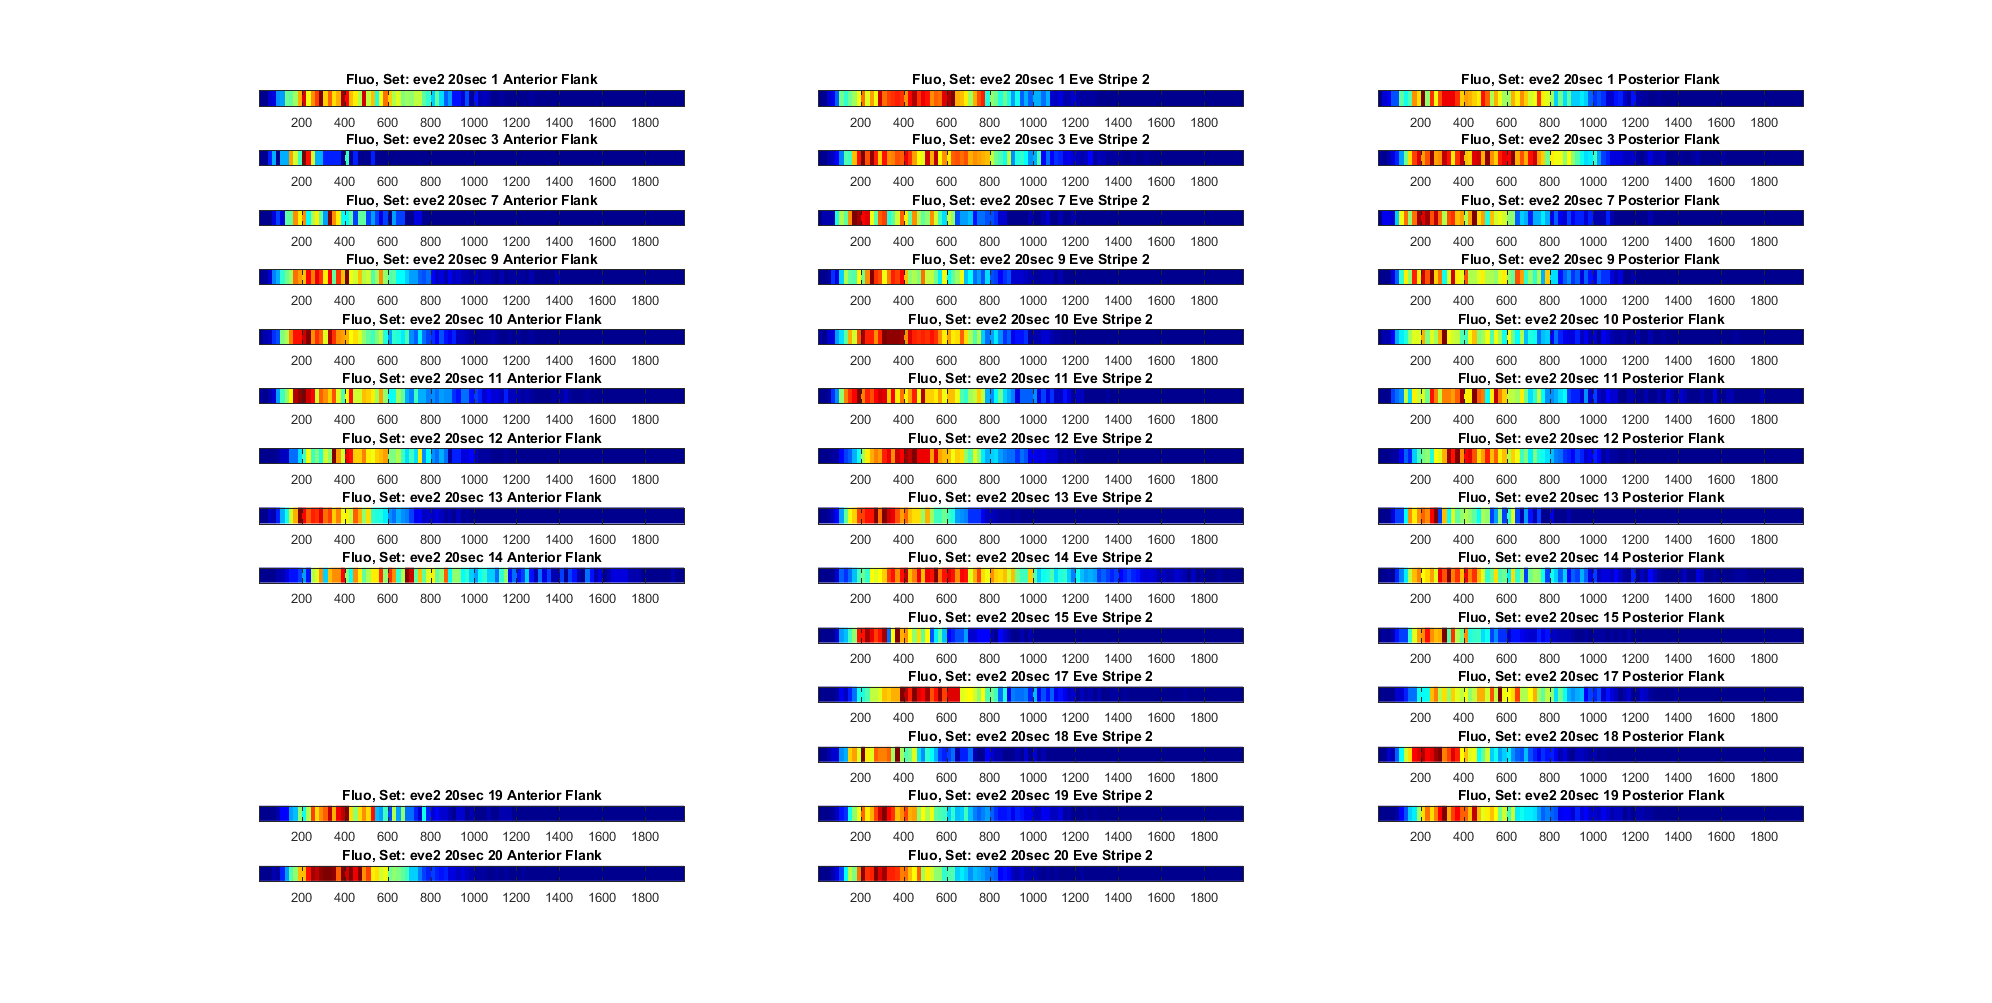 Fluo, Set: eve2 20sec 1 Anterior Flank Fluo, Set: eve2 20sec 1 Eve Stripe 2 Fluo, Set: eve2 20sec 1 Posterior Flank
200 400 600 800 1000 1200 1400 1600 1800 200 400 600 800 1000 1200 1400 1600 1800 200 400 600 800 1000 1200 1400 1600 1800
Fluo, Set: eve2 20sec 3 Anterior Flank Fluo, Set: eve2 20sec 3 Eve Stripe 2 Fluo, Set: eve2 20sec 3 Posterior Flank
200 400 600 800 1000 1200 1400 1600 1800 200 400 600 800 1000 1200 1400 1600 1800 200 400 600 800 1000 1200 1400 1600 1800
Fluo, Set: eve2 20sec 7 Anterior Flank Fluo, Set: eve2 20sec 7 Eve Stripe 2 Fluo, Set: eve2 20sec 7 Posterior Flank
200 400 600 800 1000 1200 1400 1600 1800 200 400 600 800 1000 1200 1400 1600 1800 200 400 600 800 1000 1200 1400 1600 1800
Fluo, Set: eve2 20sec 9 Anterior Flank Fluo, Set: eve2 20sec 9 Eve Stripe 2 Fluo, Set: eve2 20sec 9 Posterior Flank
200 400 600 800 1000 1200 1400 1600 1800 200 400 600 800 1000 1200 1400 1600 1800 200 400 600 800 1000 1200 1400 1600 1800
Fluo, Set: eve2 20sec 10 Anterior Flank Fluo, Set: eve2 20sec 10 Eve Stripe 2 Fluo, Set: eve2 20sec 10 Posterior Flank
200 400 600 800 1000 1200 1400 1600 1800 200 400 600 800 1000 1200 1400 1600 1800 200 400 600 800 1000 1200 1400 1600 1800
Fluo, Set: eve2 20sec 11 Anterior Flank Fluo, Set: eve2 20sec 11 Eve Stripe 2 Fluo, Set: eve2 20sec 11 Posterior Flank
200 400 600 800 1000 1200 1400 1600 1800 200 400 600 800 1000 1200 1400 1600 1800 200 400 600 800 1000 1200 1400 1600 1800
Fluo, Set: eve2 20sec 12 Anterior Flank Fluo, Set: eve2 20sec 12 Eve Stripe 2 Fluo, Set: eve2 20sec 12 Posterior Flank
200 400 600 800 1000 1200 1400 1600 1800 200 400 600 800 1000 1200 1400 1600 1800 200 400 600 800 1000 1200 1400 1600 1800
Fluo, Set: eve2 20sec 13 Anterior Flank Fluo, Set: eve2 20sec 13 Eve Stripe 2 Fluo, Set: eve2 20sec 13 Posterior Flank
200 400 600 800 1000 1200 1400 1600 1800 200 400 600 800 1000 1200 1400 1600 1800 200 400 600 800 1000 1200 1400 1600 1800
Fluo, Set: eve2 20sec 14 Anterior Flank Fluo, Set: eve2 20sec 14 Eve Stripe 2 Fluo, Set: eve2 20sec 14 Posterior Flank
200 400 600 800 1000 1200 1400 1600 1800 200 400 600 800 1000 1200 1400 1600 1800 200 400 600 800 1000 1200 1400 1600 1800
Fluo, Set: eve2 20sec 15 Eve Stripe 2 Fluo, Set: eve2 20sec 15 Posterior Flank
200 400 600 800 1000 1200 1400 1600 1800 200 400 600 800 1000 1200 1400 1600 1800
Fluo, Set: eve2 20sec 17 Eve Stripe 2 Fluo, Set: eve2 20sec 17 Posterior Flank
200 400 600 800 1000 1200 1400 1600 1800 200 400 600 800 1000 1200 1400 1600 1800
Fluo, Set: eve2 20sec 18 Eve Stripe 2 Fluo, Set: eve2 20sec 18 Posterior Flank
200 400 600 800 1000 1200 1400 1600 1800 200 400 600 800 1000 1200 1400 1600 1800
Fluo, Set: eve2 20sec 19 Anterior Flank Fluo, Set: eve2 20sec 19 Eve Stripe 2 Fluo, Set: eve2 20sec 19 Posterior Flank
200 400 600 800 1000 1200 1400 1600 1800 200 400 600 800 1000 1200 1400 1600 1800 200 400 600 800 1000 1200 1400 1600 1800
Fluo, Set: eve2 20sec 20 Anterior Flank Fluo, Set: eve2 20sec 20 Eve Stripe 2
200 400 600 800 1000 1200 1400 1600 1800 200 400 600 800 1000 1200 1400 1600 1800